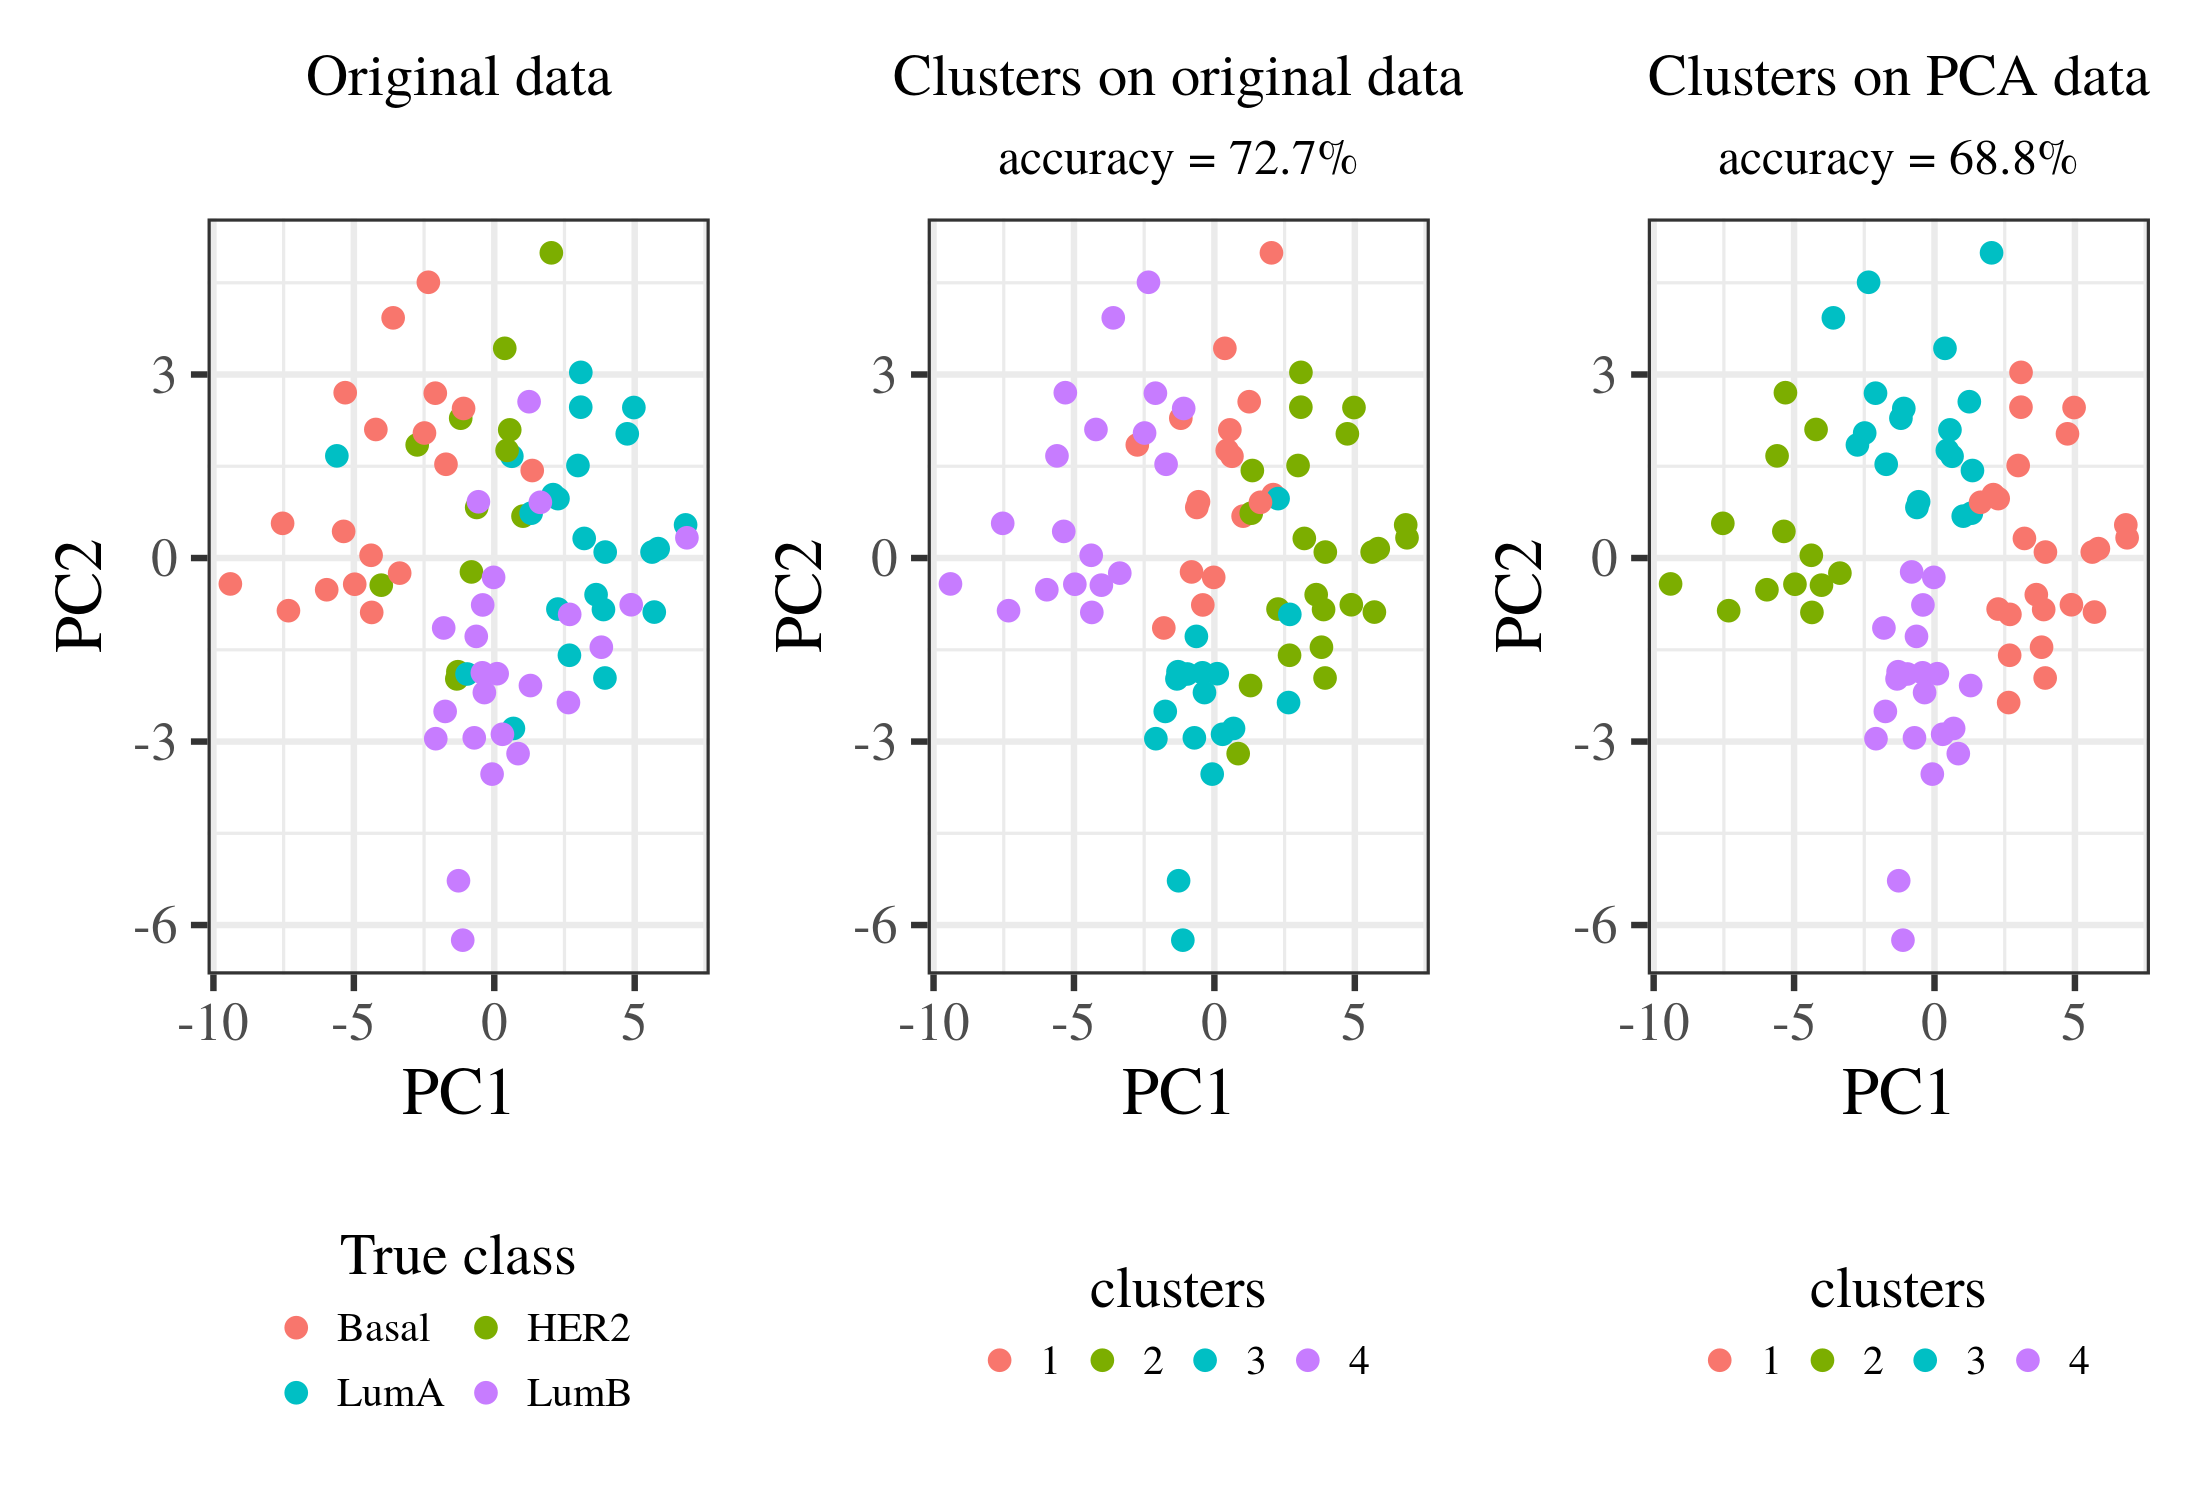 Original data
Clusters on original data
Clusters on PCA data
accuracy = 72.7%
accuracy = 68.8%
PC2
3
0
-3
-6
-10 -5 0 5
PC1
PC2
3
0
-3
-6
-10 -5 0 5
PC1
PC2
3
0
-3
-6
-10 -5 0 5
PC1
True class
Basal HER2
LumA LumB
clusters
1 2 3 4
clusters
1 2 3 4